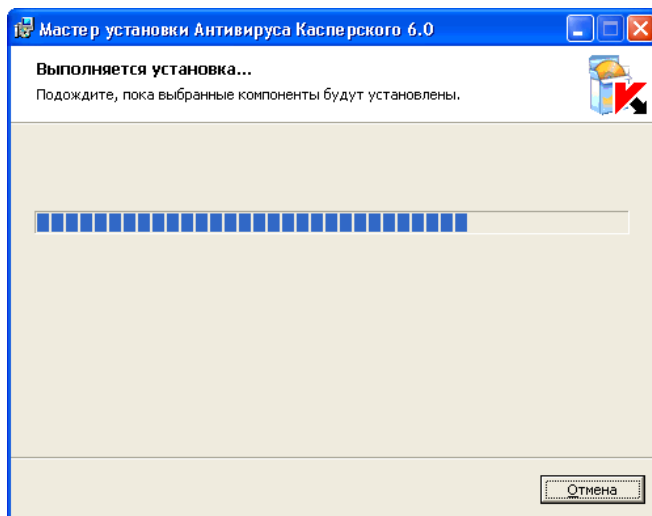 Мастер установки Антивируса Касперского 6.0
Выполняется установка...
Подождите, пока выбранные компоненты будут установлены.
Отмена